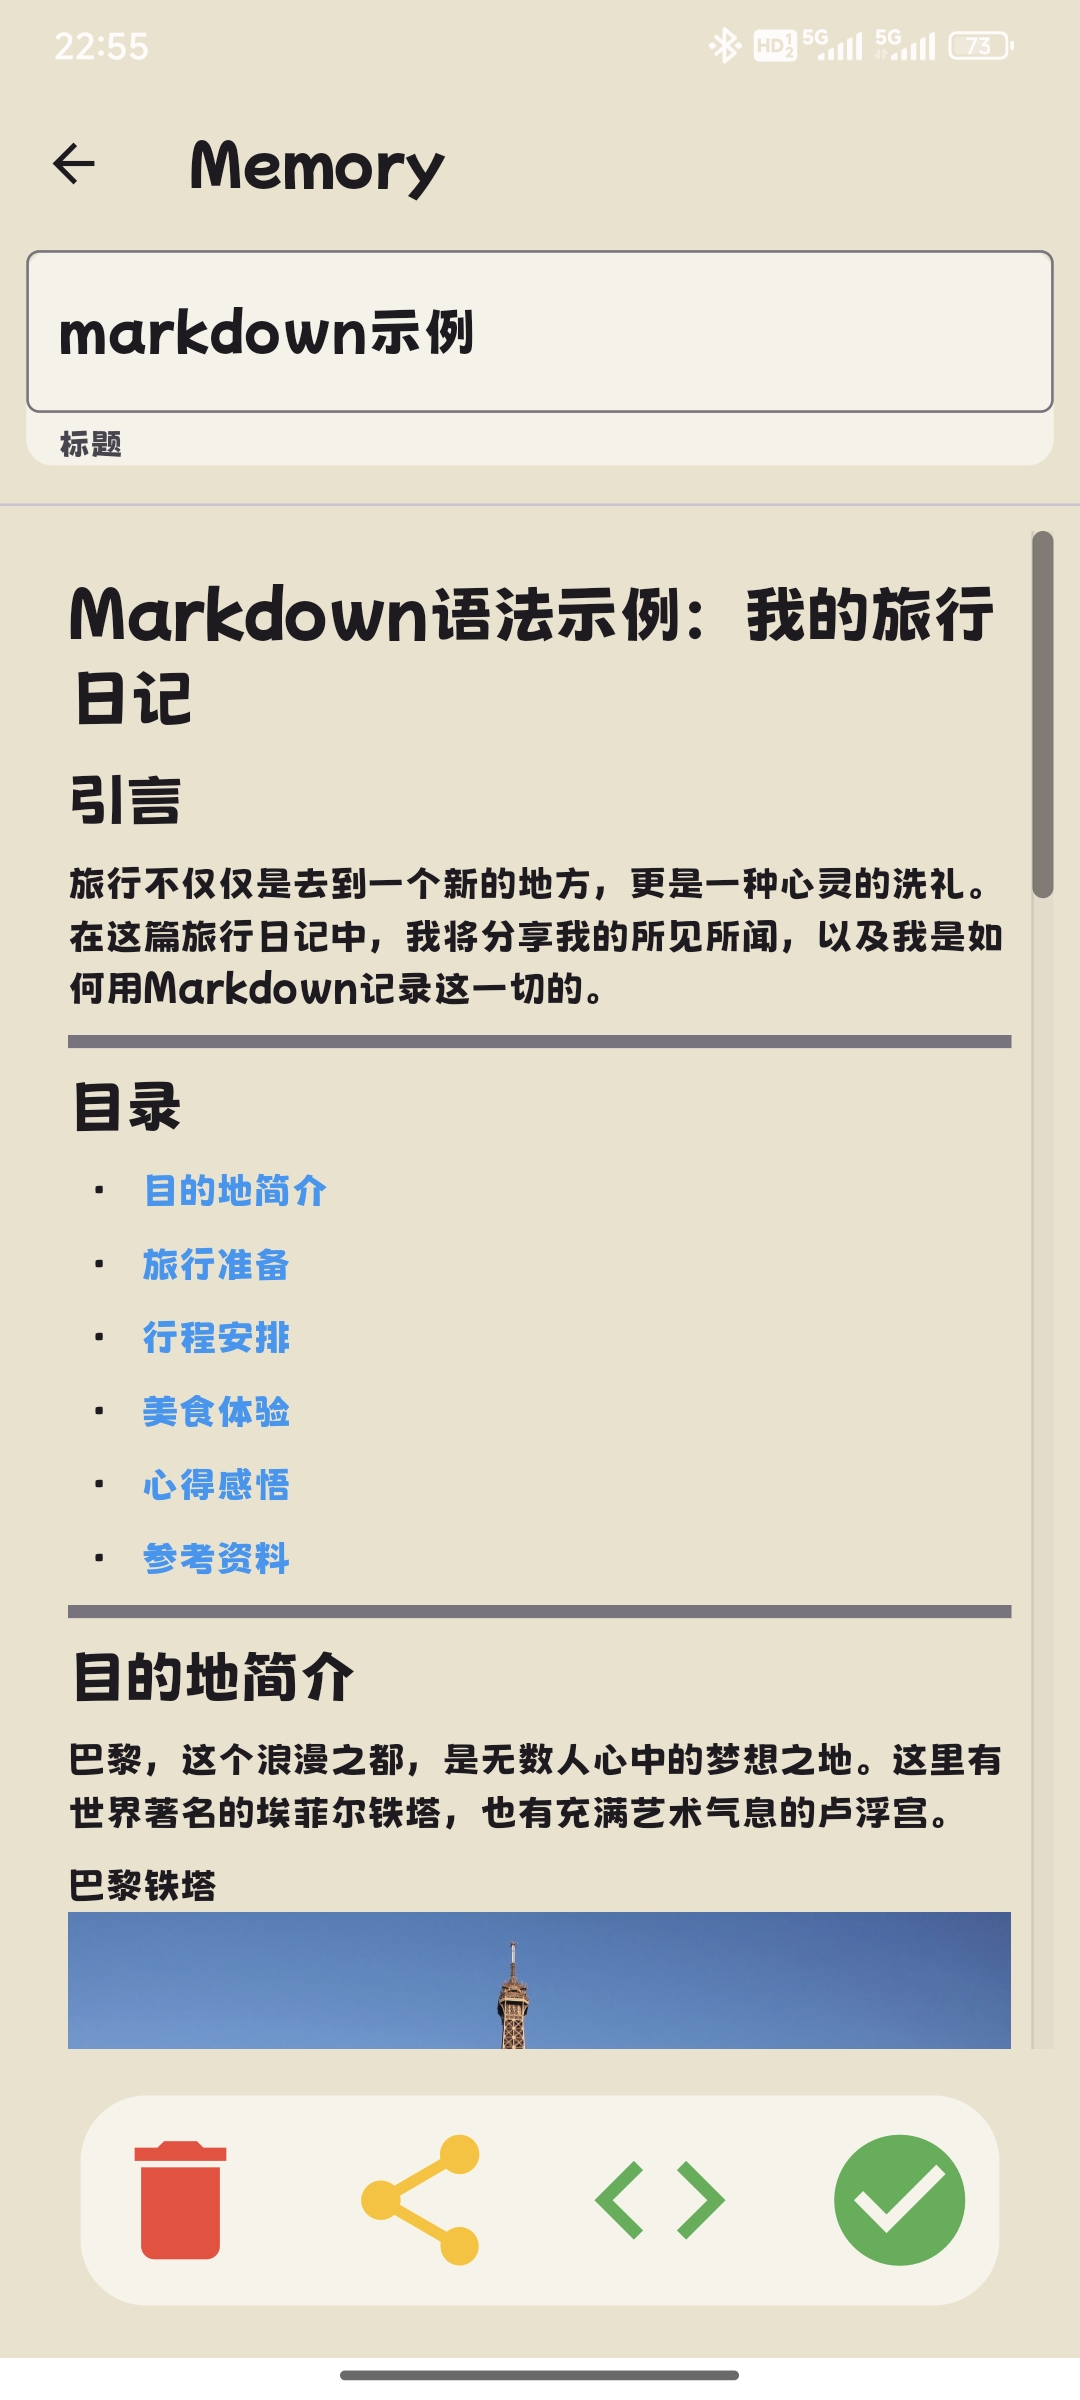 22:55
HD 1 2 5G 5G 73
Memory
markdown示例
标题
Markdown语法示例：我的旅行
日记
引言
旅行不仅仅是去到一个新的地方，更是一种心灵的洗礼。
在这篇旅行日记中，我将分享我的所见所闻，以及我是如
何用Markdown记录这一切的。
目录
· 目的地简介
· 旅行准备
· 行程安排
· 美食体验
· 心得感悟
· 参考资料
目的地简介
巴黎，这个浪漫之都，是无数人心中的梦想之地。这里有
世界著名的埃菲尔铁塔，也有充满艺术气息的卢浮宫。
巴黎铁塔